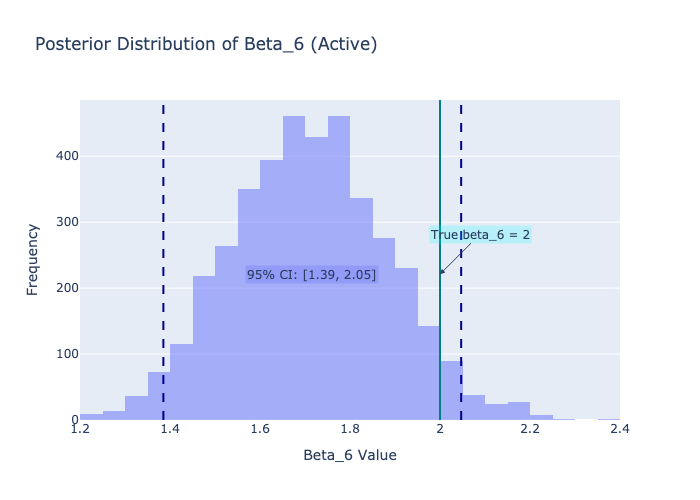 Posterior Distribution of Beta_6 (Active)
Frequency
400
300
200
100
0
True beta_6 = 2
95% CI: [1.39, 2.05]
1.2
1.4
1.6
1.8
2
2.2
2.4
Beta_6 Value